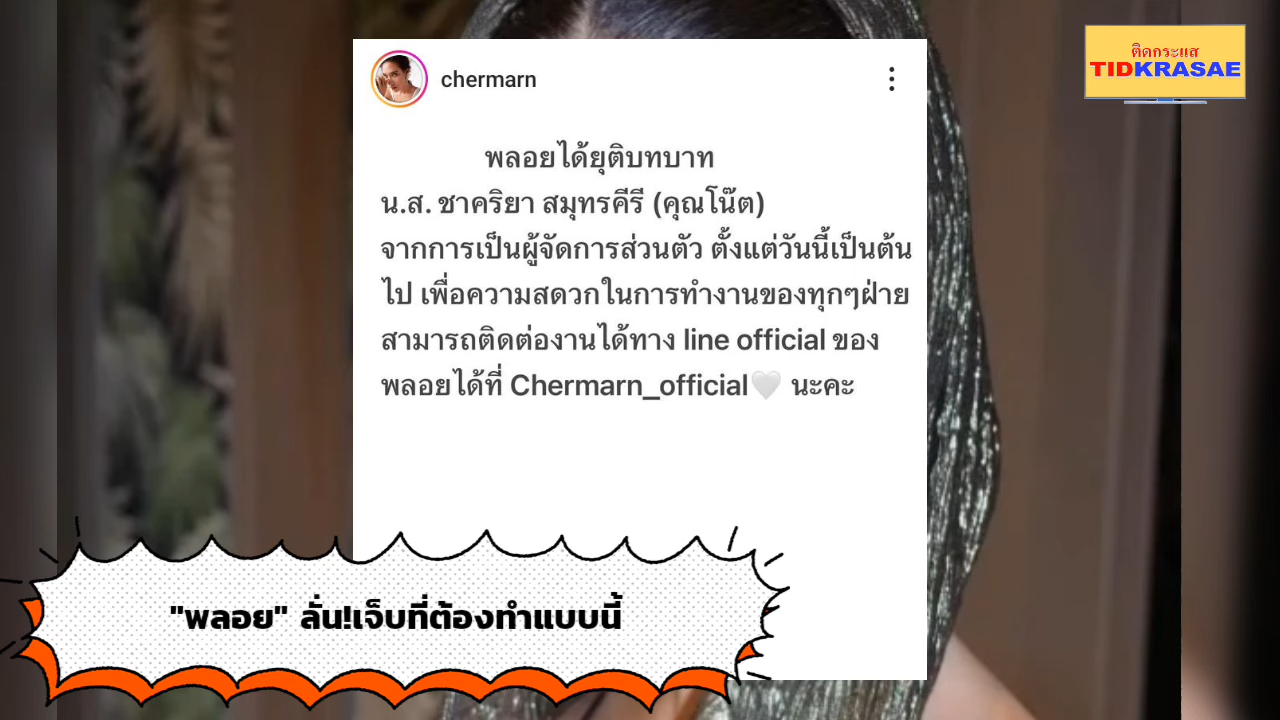 ติดกระแส
TIDKRASAE
chermarn
พลอยได้ยุติบทบาท
น.ส. ชาคริยา สมุทรคีรี (คุณโน๊ต)
จากการเป็นผู้จัดการส่วนตัว ตั้งแต่วันนี้เป็นต้น
ไป เพื่อความสดวกในการทำงานของทุกๆฝ่าย
สามารถติดต่องานได้ทาง line official ของ
พลอยได้ที่ Chermarn_official🤍 นะคะ
"พลอย" ลั่น!เจ็บที่ต้องทำแบบนี้